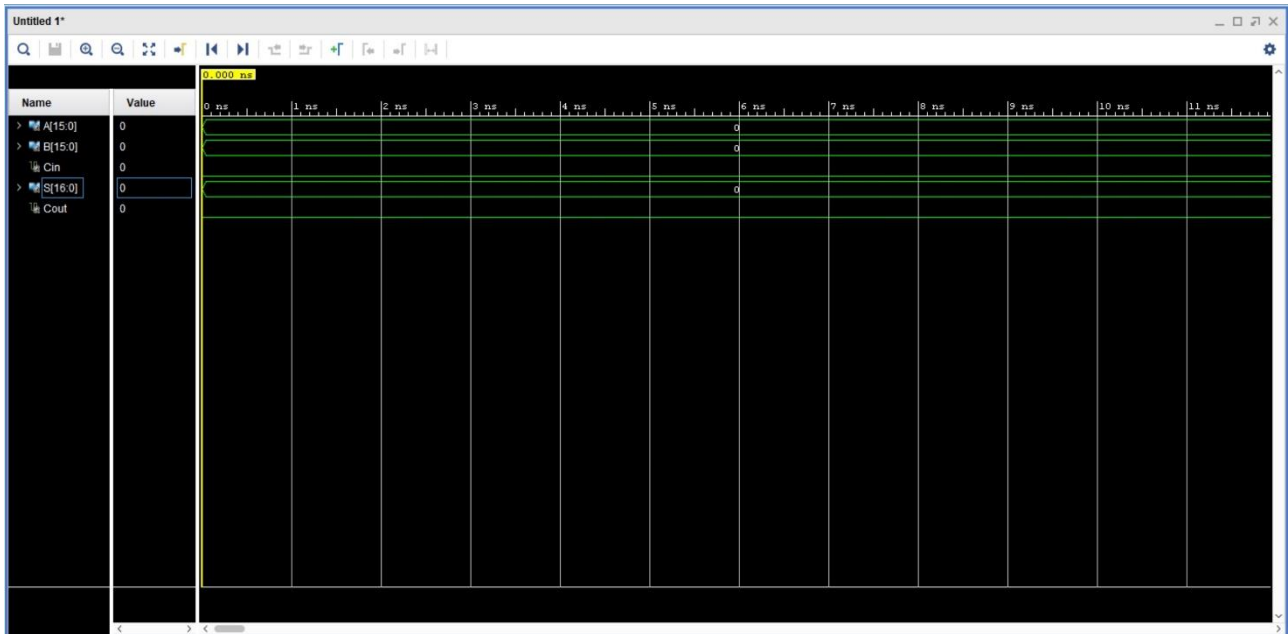 Untitled 1*
0.000 ns
Name Value
0 ns 1 ns 2 ns 3 ns 4 ns 5 ns 6 ns 7 ns 8 ns 9 ns 10 ns 11 ns
A[15:0] 0 0
B[15:0] 0 0
Cin 0
S[16:0] 0 0
Cout 0